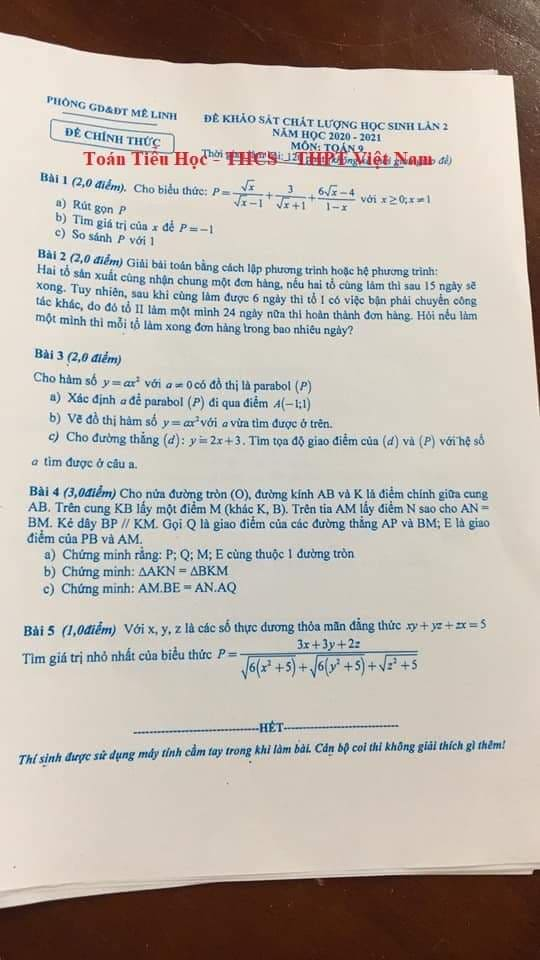 PHÒNG GD&ĐT MÊ LINH
ĐỀ CHÍNH THỨC
ĐỀ KHẢO SÁT CHẤT LƯỢNG HỌC SINH LẦN 2
NĂM HỌC 2020 - 2021
MÔN: TOÁN 9
Toán Tiểu Học - THCS - THPT Việt Nam
Bài 1 (2,0 điểm). Cho biểu thức: P = √x/(√x−1) + 3/(√x+1) + (6√x−4)/(1−x) với x ≥ 0; x ≠ 1
a) Rút gọn P
b) Tìm giá trị của x để P = −1
c) So sánh P với 1
Bài 2 (2,0 điểm) Giải bài toán bằng cách lập phương trình hoặc hệ phương trình:
Hai tổ sản xuất cùng nhận chung một đơn hàng, nếu hai tổ cùng làm thì sau 15 ngày sẽ
xong. Tuy nhiên, sau khi cùng làm được 6 ngày thì tổ I có việc bận phải chuyển công
tác khác, do đó tổ II làm một mình 24 ngày nữa thì hoàn thành đơn hàng. Hỏi nếu làm
một mình thì mỗi tổ làm xong đơn hàng trong bao nhiêu ngày?
Bài 3 (2,0 điểm)
Cho hàm số y = ax² với a ≠ 0 có đồ thị là parabol (P)
a) Xác định a để parabol (P) đi qua điểm A(−1;1)
b) Vẽ đồ thị hàm số y = ax² với a vừa tìm được ở trên.
c) Cho đường thẳng (d): y = 2x + 3. Tìm tọa độ giao điểm của (d) và (P) với hệ số
a tìm được ở câu a.
Bài 4 (3,0điểm) Cho nửa đường tròn (O), đường kính AB và K là điểm chính giữa cung
AB. Trên cung KB lấy một điểm M (khác K, B). Trên tia AM lấy điểm N sao cho AN =
BM. Kẻ dây BP // KM. Gọi Q là giao điểm của các đường thẳng AP và BM; E là giao
điểm của PB và AM.
a) Chứng minh rằng: P; Q; M; E cùng thuộc 1 đường tròn
b) Chứng minh: ΔAKN = ΔBKM
c) Chứng minh: AM.BE = AN.AQ
Bài 5 (1,0điểm) Với x, y, z là các số thực dương thỏa mãn đẳng thức xy + yz + zx = 5
Tìm giá trị nhỏ nhất của biểu thức P = (3x + 3y + 2z)/(√(6(x² + 5)) + √(6(y² + 5)) + √(z² + 5))
HẾT
Thí sinh được sử dụng máy tính cầm tay trong khi làm bài. Cán bộ coi thi không giải thích gì thêm!